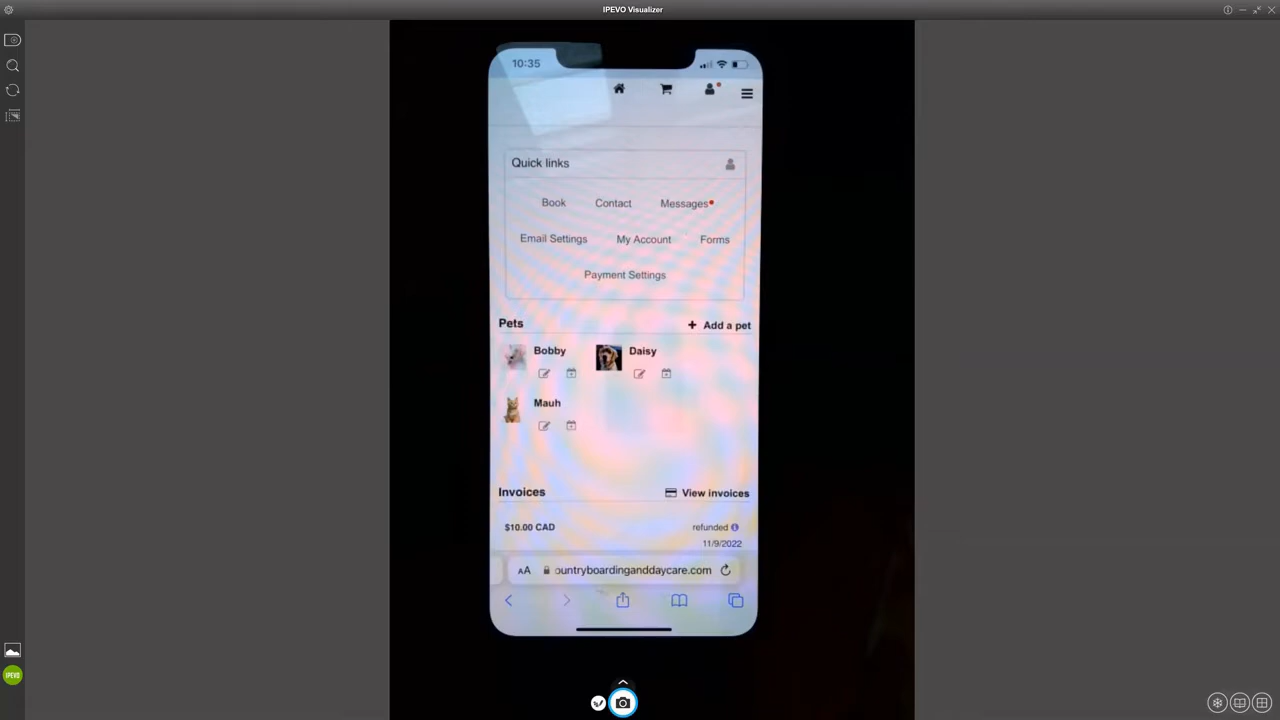 IPEVO Visualizer
10:35
Quick links
Book Contact Messages
Email Settings My Account Forms
Payment Settings
Pets + Add a pet
Bobby Daisy
Mauh
Invoices View invoices
$10.00 CAD refunded
11/9/2022
AA ountryboardinganddaycare.com
IPEVO